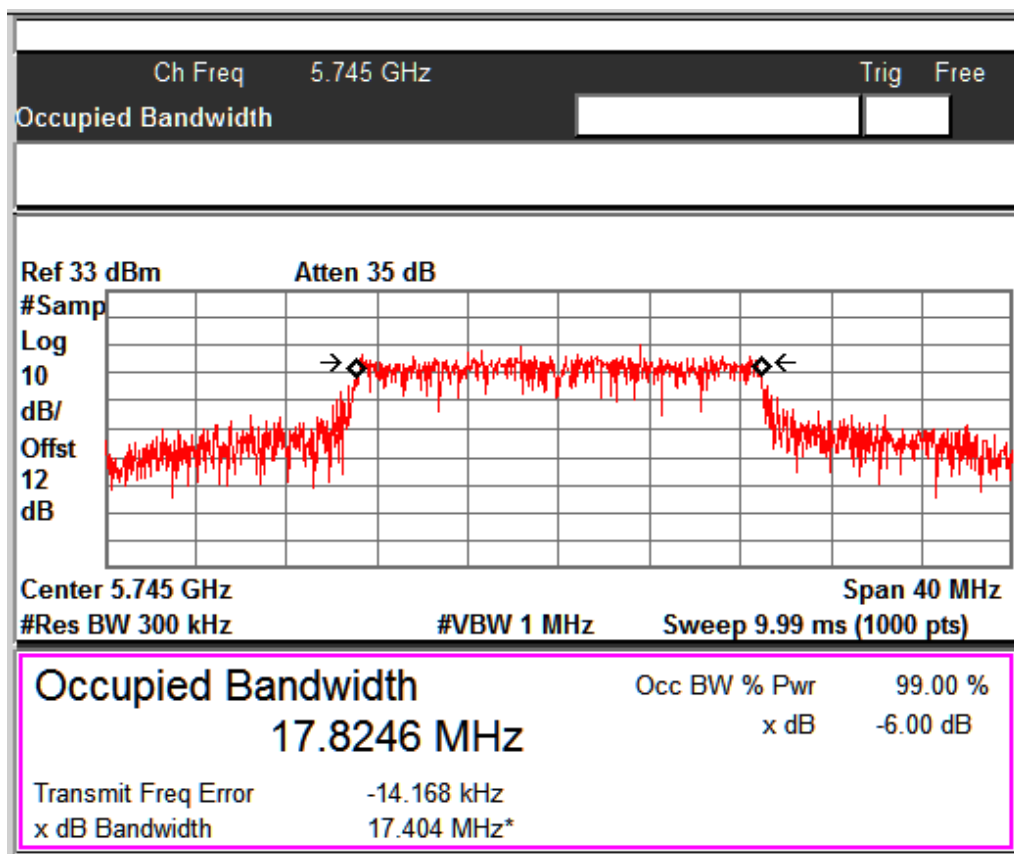 Ch Freq 5.745 GHz Trig Free
Occupied Bandwidth
Ref 33 dBm Atten 35 dB
#Samp
Log
10
dB/
Offst
12
dB
Center 5.745 GHz Span 40 MHz
#Res BW 300 kHz #VBW 1 MHz Sweep 9.99 ms (1000 pts)
Occupied Bandwidth Occ BW % Pwr 99.00 %
17.8246 MHz x dB -6.00 dB
Transmit Freq Error -14.168 kHz
x dB Bandwidth 17.404 MHz*